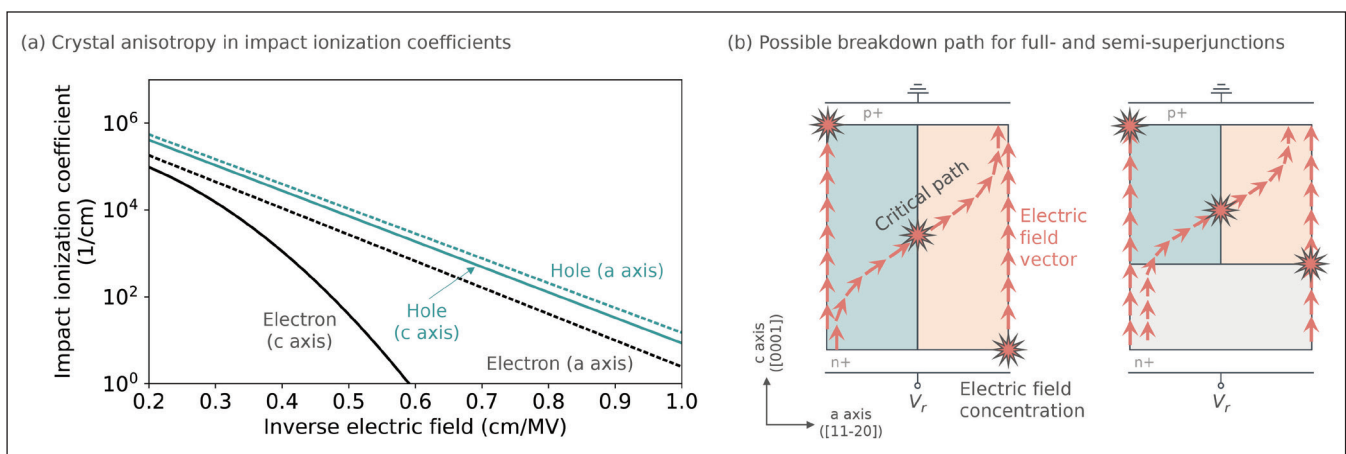 (a) Crystal anisotropy in impact ionization coefficients
Impact ionization coefficient
(1/cm)
10^6
10^4
10^2
10^0
Hole (a axis)
Hole
(c axis)
Electron
(c axis)
Electron (a axis)
0.2 0.3 0.4 0.5 0.6 0.7 0.8 0.9 1.0
Inverse electric field (cm/MV)
(b) Possible breakdown path for full- and semi-superjunctions
p+
p+
Critical path
Electric
field
vector
n+
n+
c axis
([0001])
a axis
([11-20])
V_r
Electric field
concentration
V_r